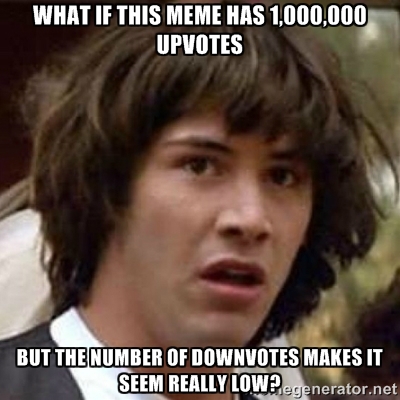 WHAT IF THIS MEME HAS 1,000,000
UPVOTES
BUT THE NUMBER OF DOWNVOTES MAKES IT
SEEM REALLY LOW?